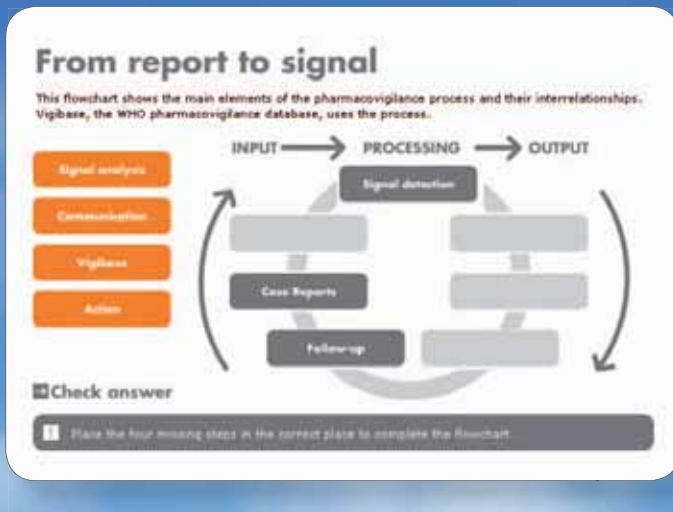 From report to signal
This flowchart shows the main elements of the pharmacovigilance process and their interrelationships.
Vigibase, the WHO pharmacovigilance database, uses the process.
INPUT PROCESSING OUTPUT
Signal analysis
Communication
Vigibase
Action
Signal detection
Case Reports
Follow-up
Check answer
Place the four missing steps in the correct place to complete the flowchart